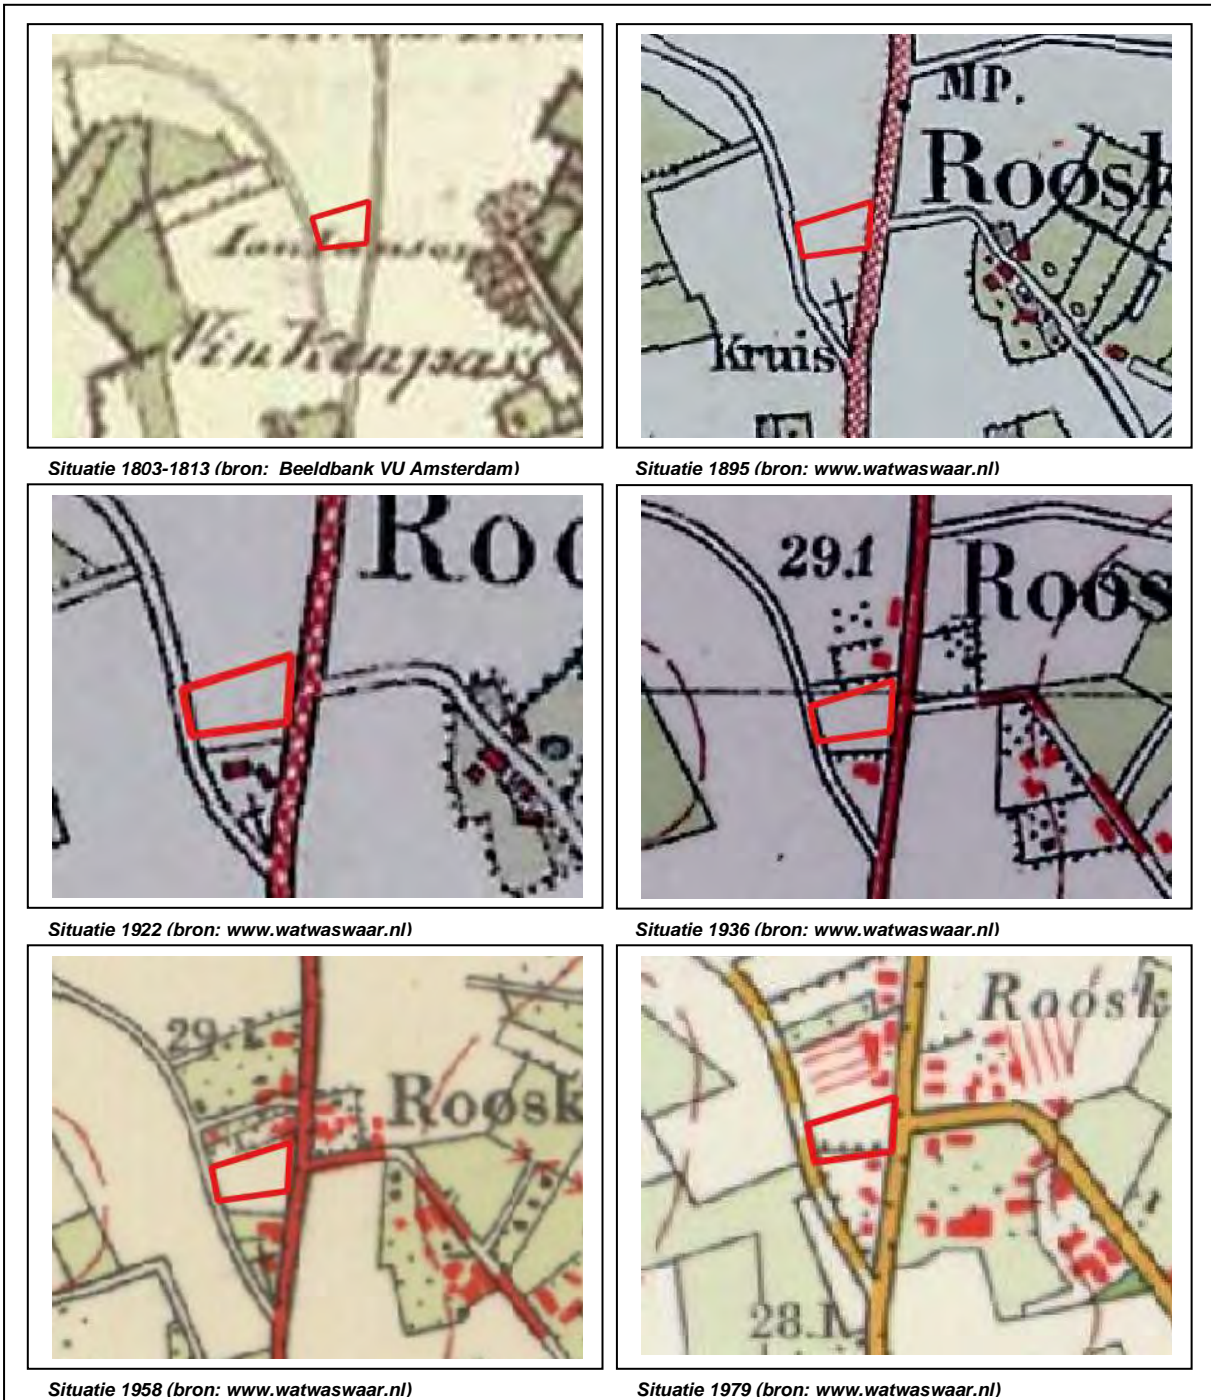 Vinkenpass
Situatie 1803-1813 (bron: Beeldbank VU Amsterdam)
MP.
Roosk
Kruis
Situatie 1895 (bron: www.watwaswaar.nl)
Roo
Situatie 1922 (bron: www.watwaswaar.nl)
29.1
Roos
Situatie 1936 (bron: www.watwaswaar.nl)
29.1
Roosk
Situatie 1958 (bron: www.watwaswaar.nl)
Roosk
28.1
Situatie 1979 (bron: www.watwaswaar.nl)